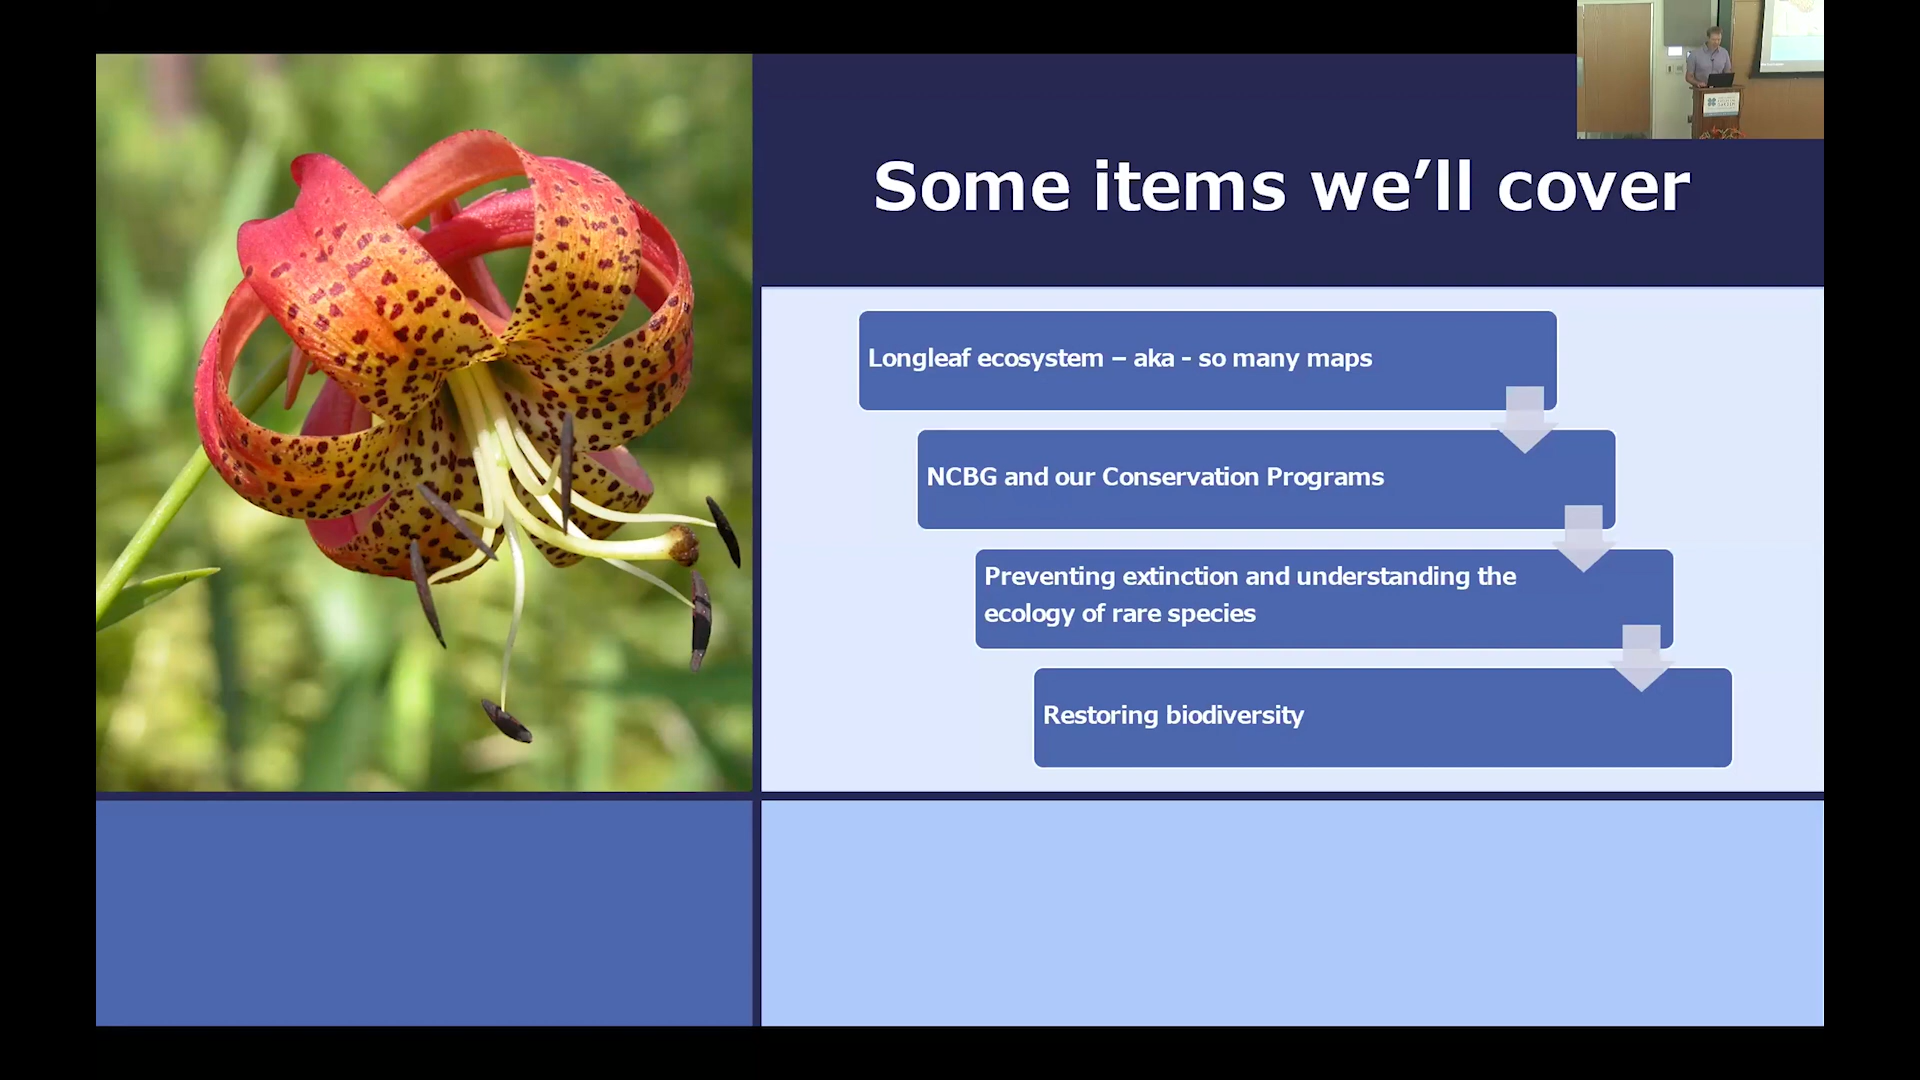 Some items we’ll cover
Longleaf ecosystem – aka - so many maps
NCBG and our Conservation Programs
Preventing extinction and understanding the
ecology of rare species
Restoring biodiversity